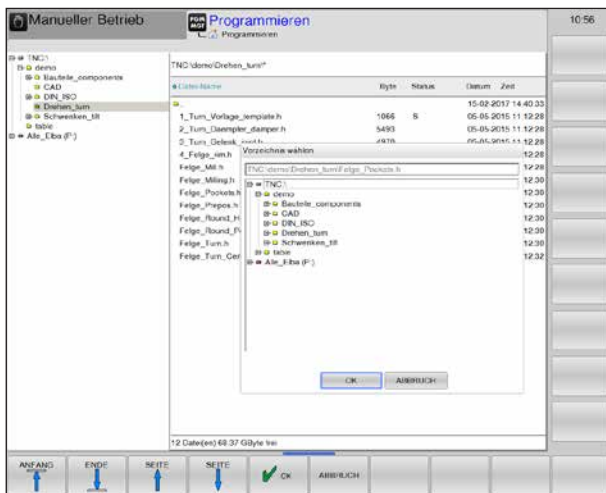 Manueller Betrieb
PGM MGT Programmieren
Programmieren
10:56
TNC:\
demo
Bauteile_components
CAD
DIN_ISO
Drehen_turn
Schwenken_tilt
table
Alle_Elba (P:)
TNC:\demo\Drehen_turn\*
Datei-Name Byte Status Datum Zeit
.. 15-02-2017 14:40:33
1_Turn_Vorlage_template.h 1066 S 05-05-2015 11:12:28
2_Turn_Daempfer_damper.h 5493 05-05-2015 11:12:28
4_Felge_rim.h 12:28
Felge_Mill.h 12:28
Felge_Milling.h 12:30
Felge_Pockets.h 12:30
Felge_Prepos.h 12:30
Felge_Round_H 12:30
Felge_Round_P 12:30
Felge_Turn.h 12:30
Felge_Turn_Cer 12:32
Verzeichnis wählen
TNC:\demo\Drehen_turn\Felge_Pockets.h
TNC:\
demo
Bauteile_components
CAD
DIN_ISO
Drehen_turn
Schwenken_tilt
table
Alle_Elba (P:)
OK ABBRUCH
12 Datei(en) 68.37 GByte frei
ANFANG ENDE SEITE SEITE OK ABBRUCH